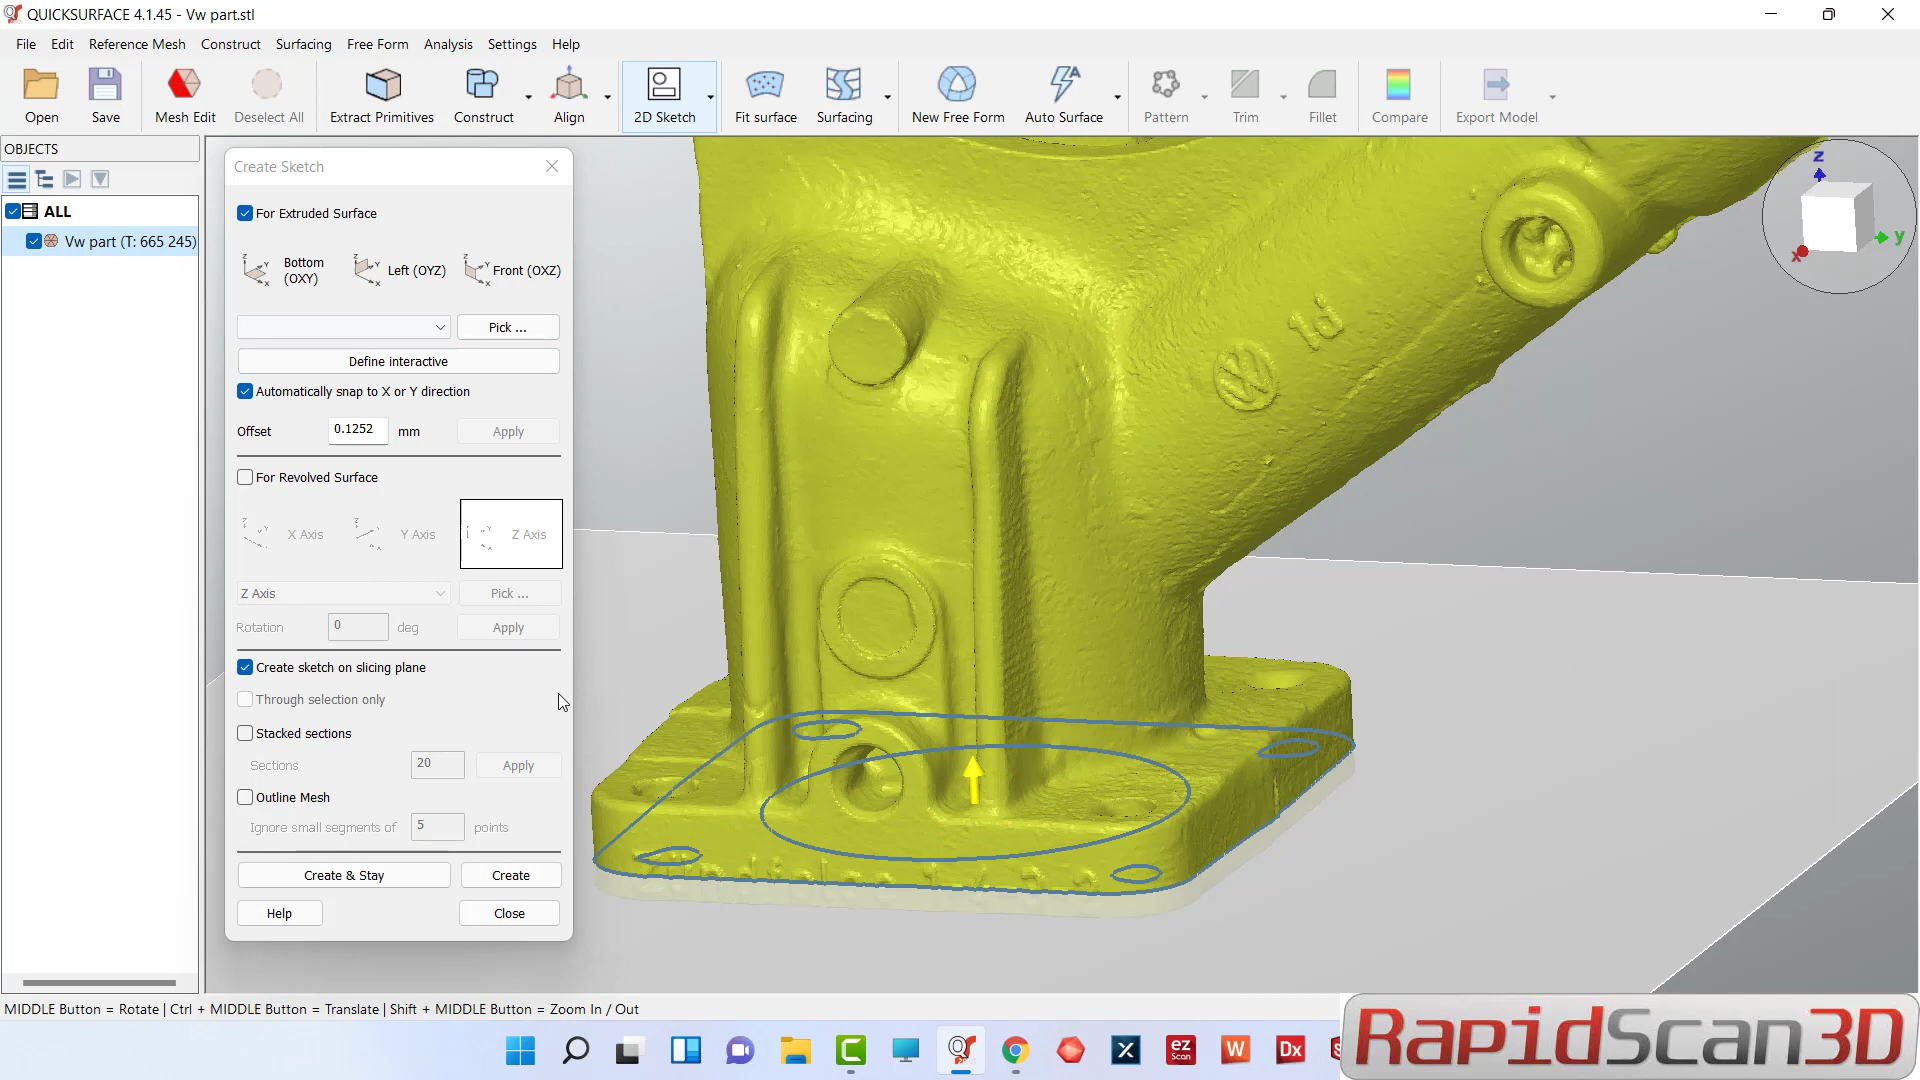 QUICKSURFACE 4.1.45 - Vw part.stl
File Edit Reference Mesh Construct Surfacing Free Form Analysis Settings Help
Open Save Mesh Edit Deselect All Extract Primitives Construct Align 2D Sketch Fit surface Surfacing New Free Form Auto Surface Pattern Trim Fillet Compare Export Model
OBJECTS
ALL
Vw part (T: 665 245)
Create Sketch
For Extruded Surface
Bottom (OXY) Left (OYZ) Front (OXZ)
Pick ...
Define interactive
Automatically snap to X or Y direction
Offset 0.1252 mm Apply
For Revolved Surface
X Axis Y Axis Z Axis
Z Axis Pick ...
Rotation 0 deg Apply
Create sketch on slicing plane
Through selection only
Stacked sections
Sections 20 Apply
Outline Mesh
Ignore small segments of 5 points
Create & Stay Create
Help Close
z
y
x
1d
MIDDLE Button = Rotate | Ctrl + MIDDLE Button = Translate | Shift + MIDDLE Button = Zoom In / Out
ez
Scan
W
Dx
RapidScan3D